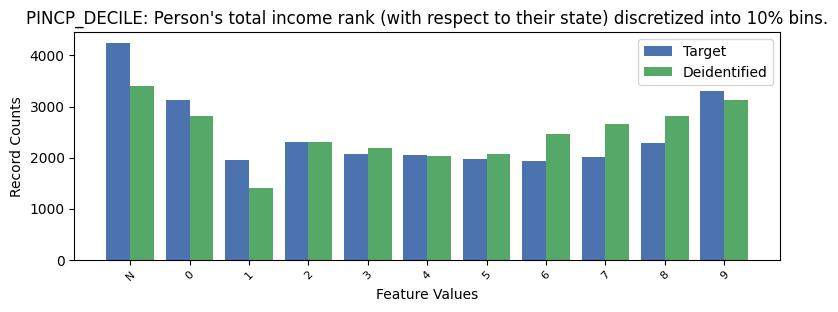 PINCP_DECILE: Person's total income rank (with respect to their state) discretized into 10% bins.
Target
Deidentified
Record Counts
4000
3000
2000
1000
0
N 0 1 2 3 4 5 6 7 8 9
Feature Values